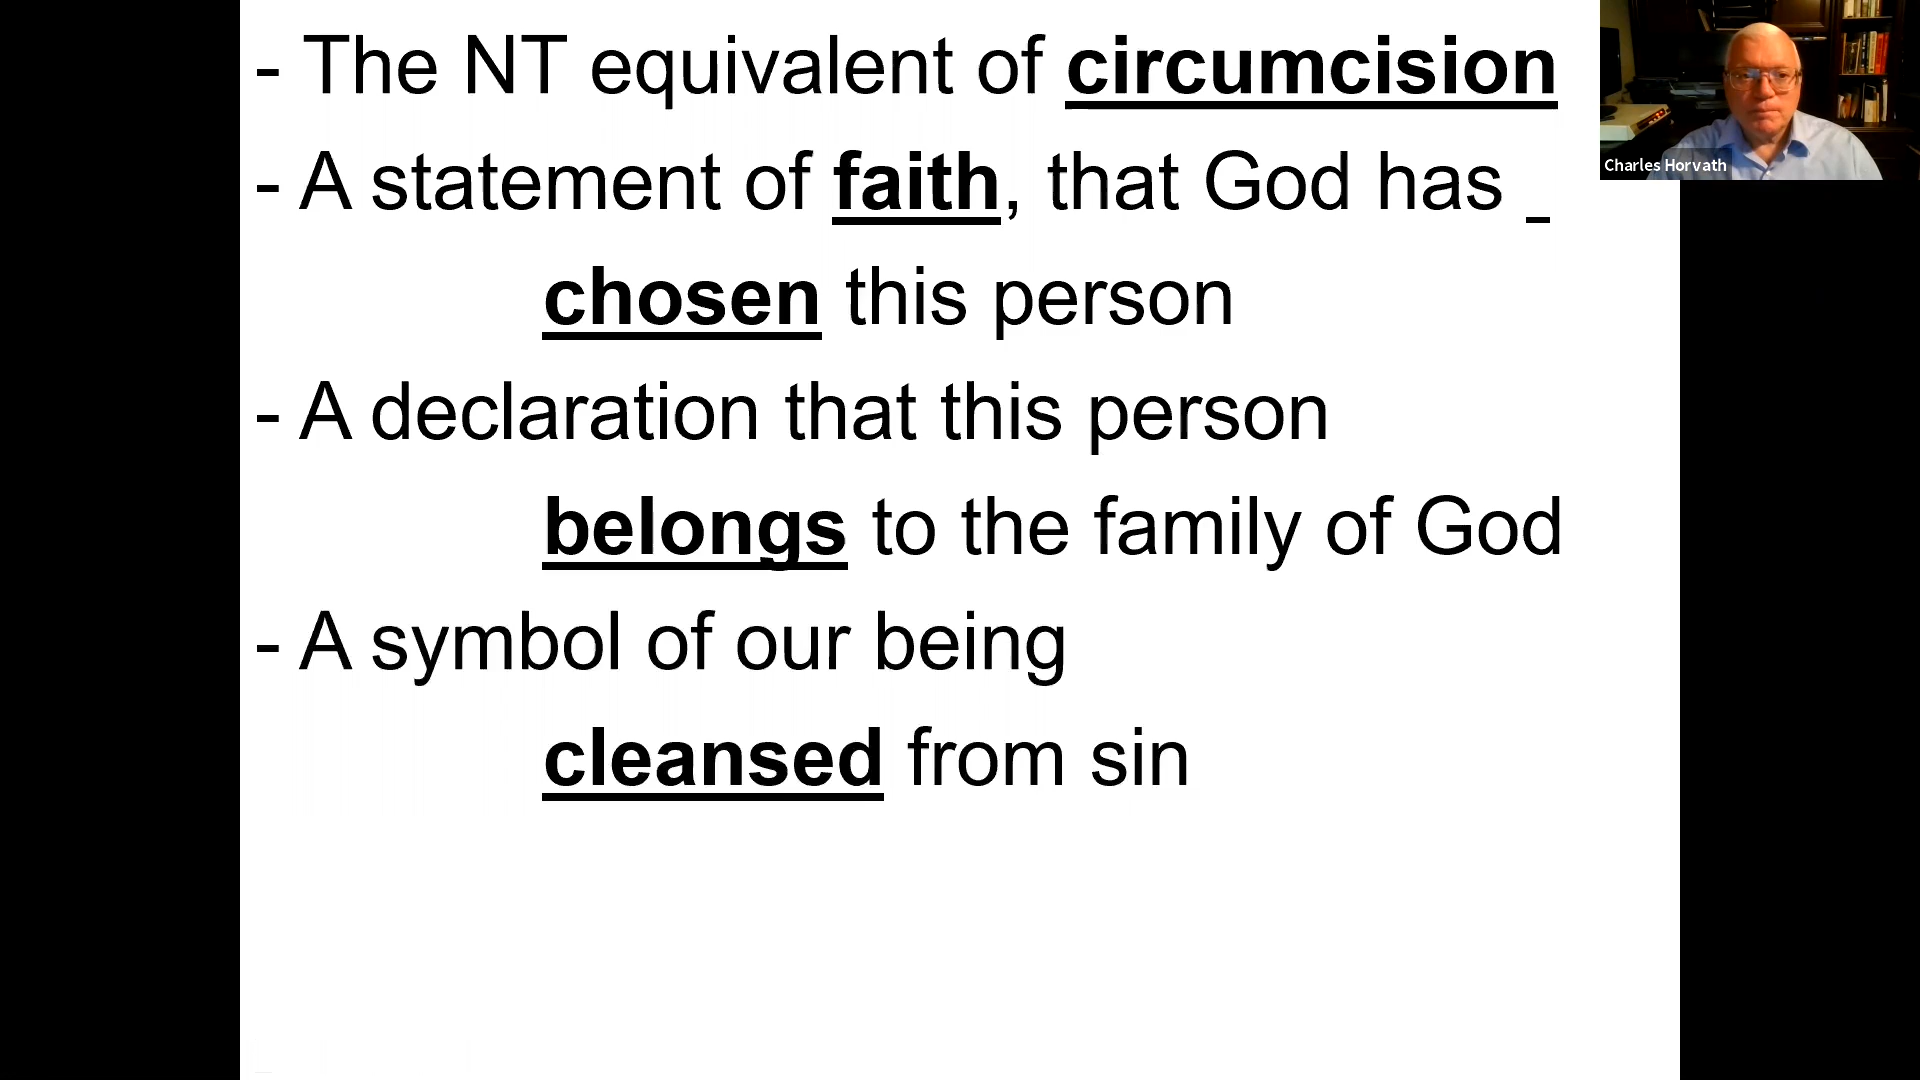 - The NT equivalent of circumcision
- A statement of faith, that God has _
chosen this person
- A declaration that this person
belongs to the family of God
- A symbol of our being
cleansed from sin
Charles Horvath